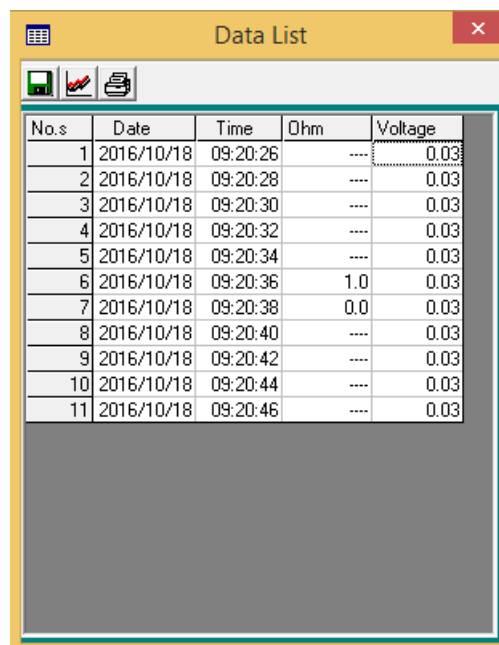 Data List
No.s Date Time Ohm Voltage
1 2016/10/18 09:20:26 ---- 0.03
2 2016/10/18 09:20:28 ---- 0.03
3 2016/10/18 09:20:30 ---- 0.03
4 2016/10/18 09:20:32 ---- 0.03
5 2016/10/18 09:20:34 ---- 0.03
6 2016/10/18 09:20:36 1.0 0.03
7 2016/10/18 09:20:38 0.0 0.03
8 2016/10/18 09:20:40 ---- 0.03
9 2016/10/18 09:20:42 ---- 0.03
10 2016/10/18 09:20:44 ---- 0.03
11 2016/10/18 09:20:46 ---- 0.03